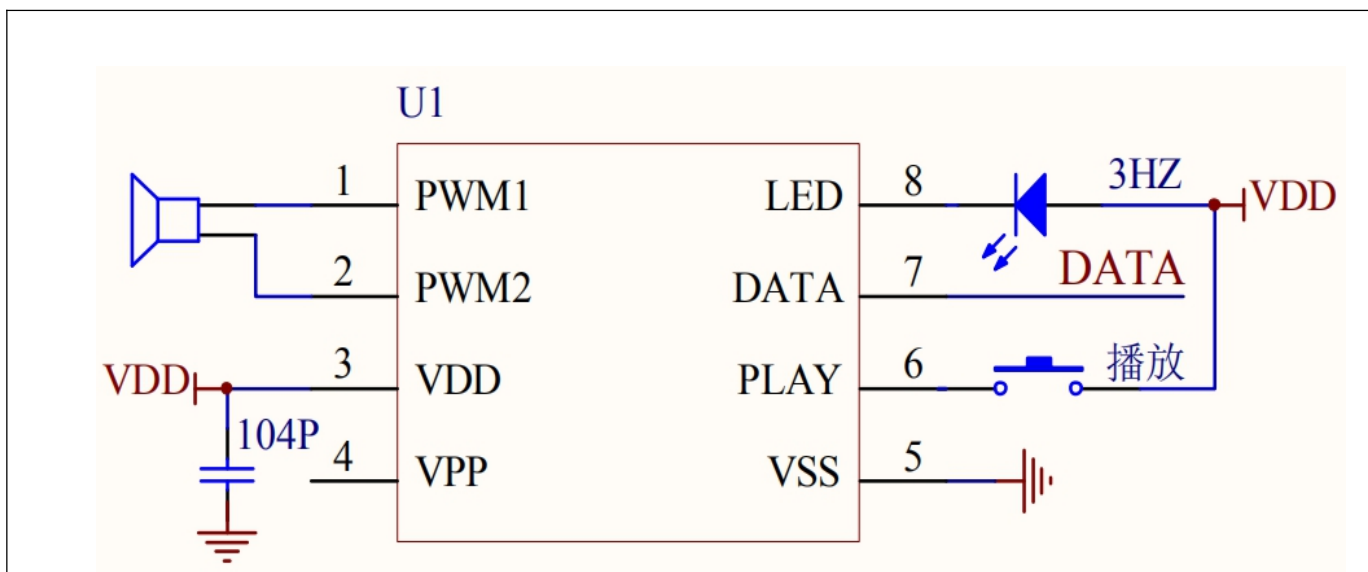 U1
1 PWM1 LED 8 3HZ VDD
2 PWM2 DATA 7 DATA
VDD 3 VDD PLAY 6 播放
104P
4 VPP VSS 5